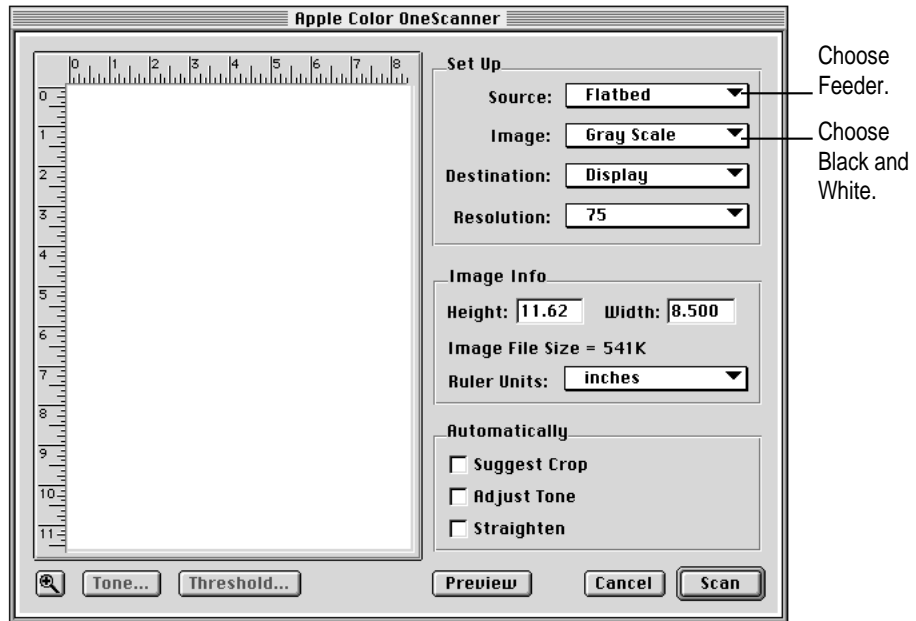 Apple Color OneScanner
0 1 2 3 4 5 6 7 8
0
1
2
3
4
5
6
7
8
9
10
11
Set Up
Source: Flatbed
Image: Gray Scale
Destination: Display
Resolution: 75
Choose
Feeder.
Choose
Black and
White.
Image Info
Height: 11.62 Width: 8.500
Image File Size = 541K
Ruler Units: inches
Automatically
Suggest Crop
Adjust Tone
Straighten
Tone... Threshold... Preview Cancel Scan